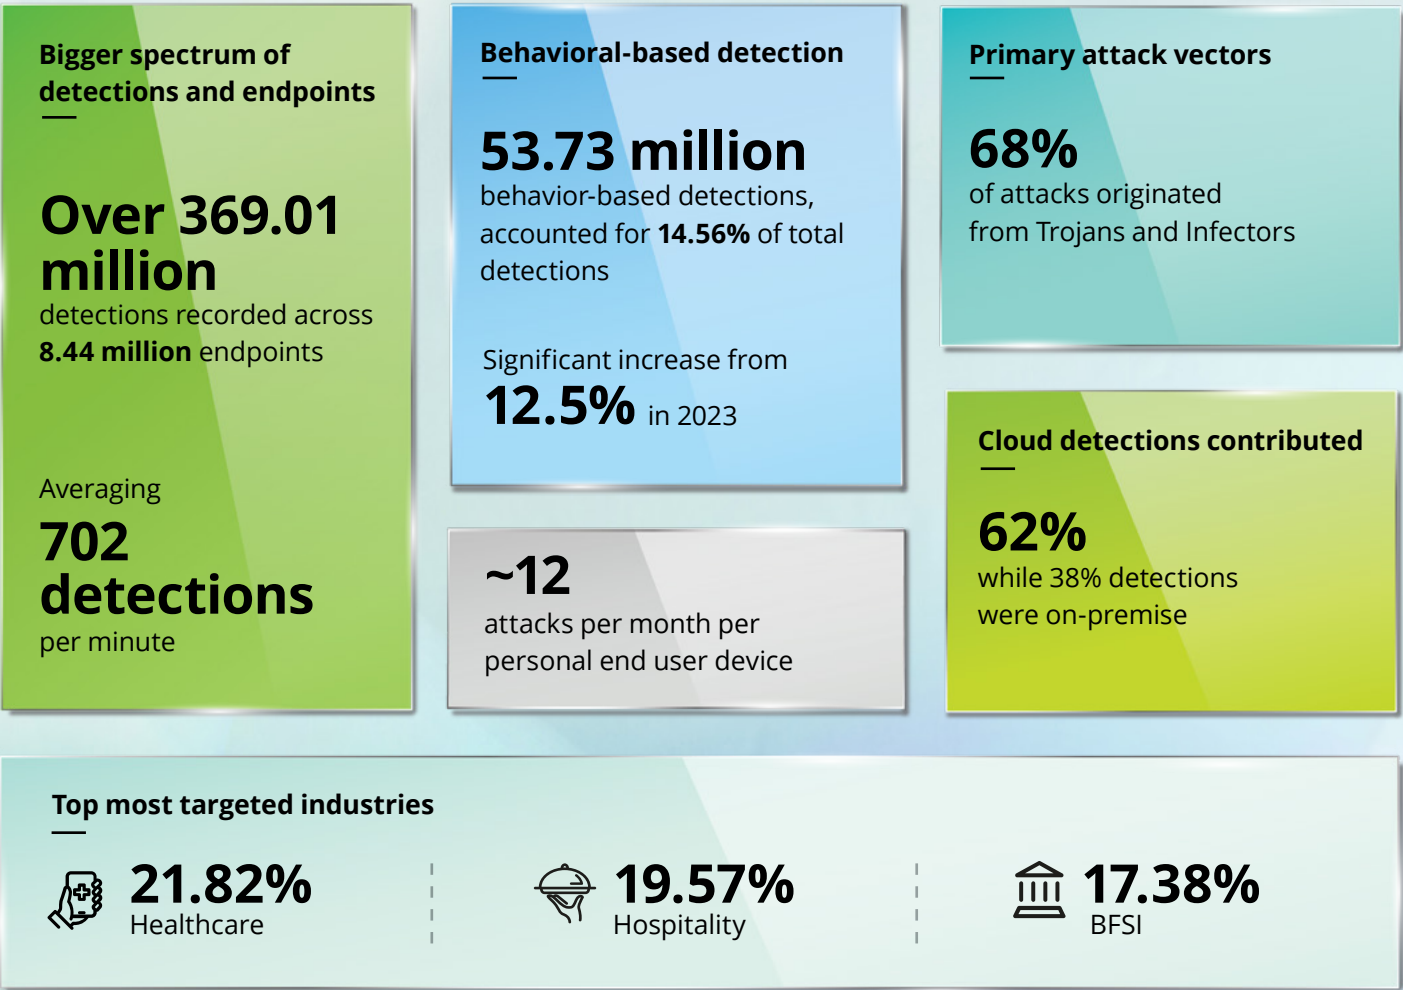 Bigger spectrum of
detections and endpoints
Over 369.01
million
detections recorded across
8.44 million endpoints
Averaging
702
detections
per minute
Behavioral-based detection
53.73 million
behavior-based detections,
accounted for 14.56% of total
detections
Significant increase from
12.5% in 2023
~12
attacks per month per
personal end user device
Primary attack vectors
68%
of attacks originated
from Trojans and Infectors
Cloud detections contributed
62%
while 38% detections
were on-premise
Top most targeted industries
21.82%
Healthcare
19.57%
Hospitality
17.38%
BFSI